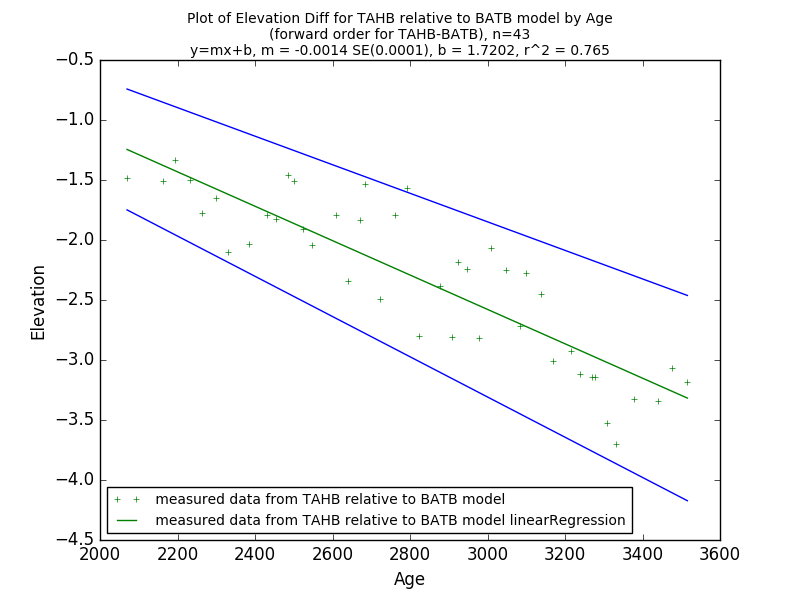 Plot of Elevation Diff for TAHB relative to BATB model by Age
(forward order for TAHB-BATB), n=43
y=mx+b, m = -0.0014 SE(0.0001), b = 1.7202, r^2 = 0.765
−0.5
−1.0
−1.5
−2.0
−2.5
−3.0
−3.5
−4.0
−4.5
Elevation
measured data from TAHB relative to BATB model
measured data from TAHB relative to BATB model linearRegression
2000 2200 2400 2600 2800 3000 3200 3400 3600
Age